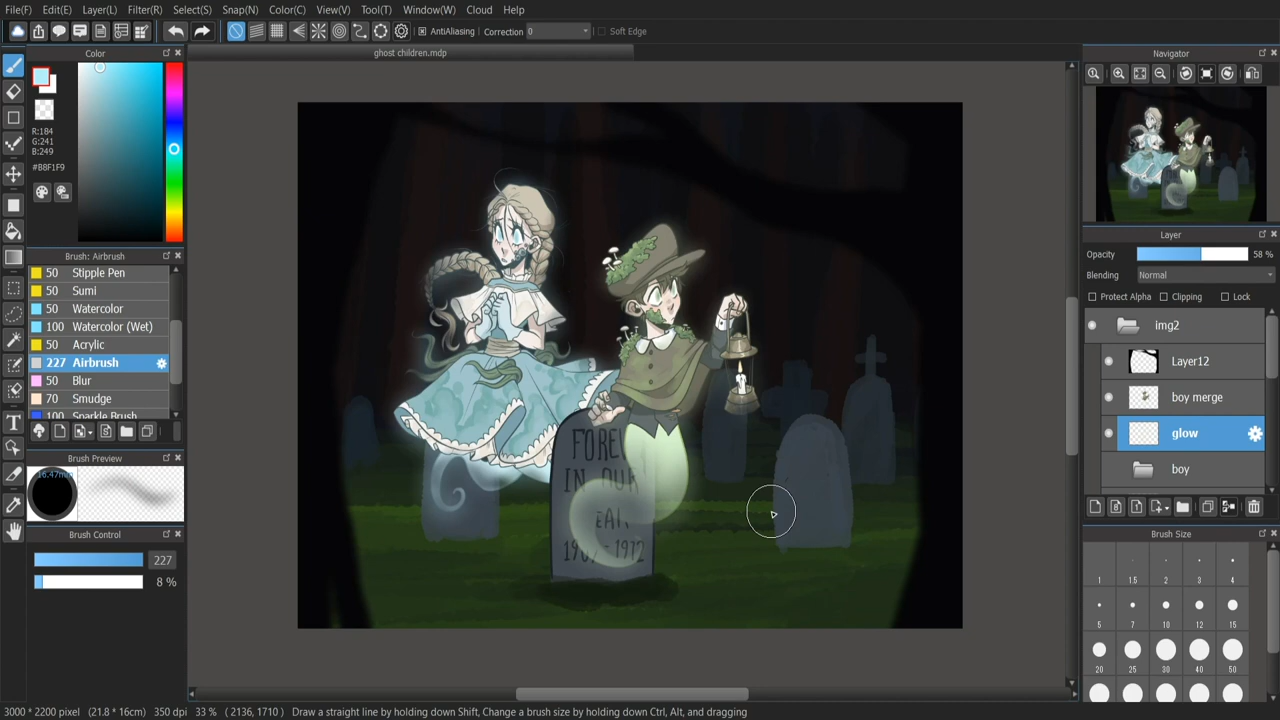 File(F) Edit(E) Layer(L) Filter(R) Select(S) Snap(N) Color(C) View(V) Tool(T) Window(W) Cloud Help
AntiAliasing Correction 0 Soft Edge
ghost children.mdp
Color
R:184
G:241
B:249
#B8F1F9
Brush: Airbrush
50 Stipple Pen
50 Sumi
50 Watercolor
100 Watercolor (Wet)
50 Acrylic
227 Airbrush
50 Blur
70 Smudge
100 Sparkle Brush
Brush Preview
16.47mm
Brush Control
227
8 %
FOREV
IN OUR
1907-1912
Navigator
Layer
Opacity 58 %
Blending Normal
Protect Alpha Clipping Lock
img2
Layer12
boy merge
glow
boy
Brush Size
1 1.5 2 3 4
5 7 10 12 15
20 25 30 40 50
3000 * 2200 pixel (21.8 * 16cm) 350 dpi 33 % ( 2136, 1710 ) Draw a straight line by holding down Shift, Change a brush size by holding down Ctrl, Alt, and dragging